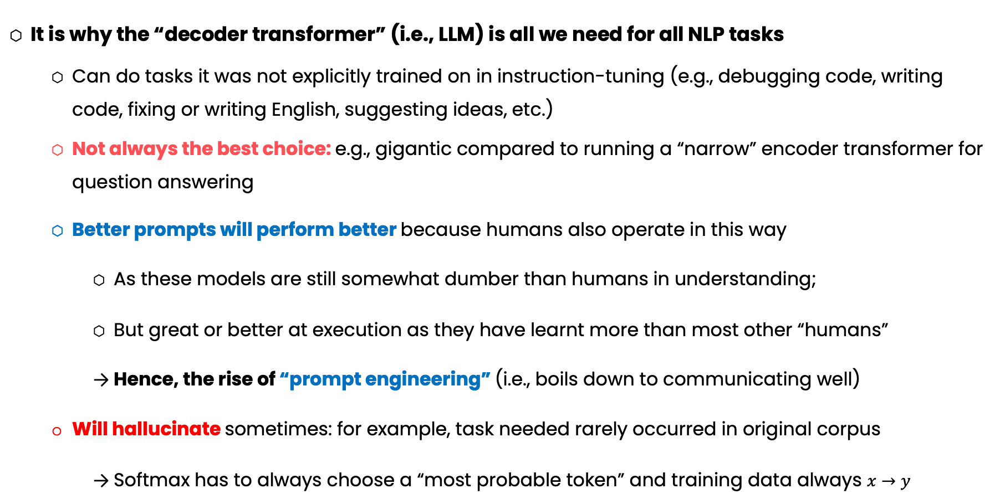 It is why the “decoder transformer” (i.e., LLM) is all we need for all NLP tasks
Can do tasks it was not explicitly trained on in instruction-tuning (e.g., debugging code, writing
code, fixing or writing English, suggesting ideas, etc.)
Not always the best choice: e.g., gigantic compared to running a “narrow” encoder transformer for
question answering
Better prompts will perform better because humans also operate in this way
As these models are still somewhat dumber than humans in understanding;
But great or better at execution as they have learnt more than most other “humans”
→ Hence, the rise of “prompt engineering” (i.e., boils down to communicating well)
Will hallucinate sometimes: for example, task needed rarely occurred in original corpus
→ Softmax has to always choose a “most probable token” and training data always x → y